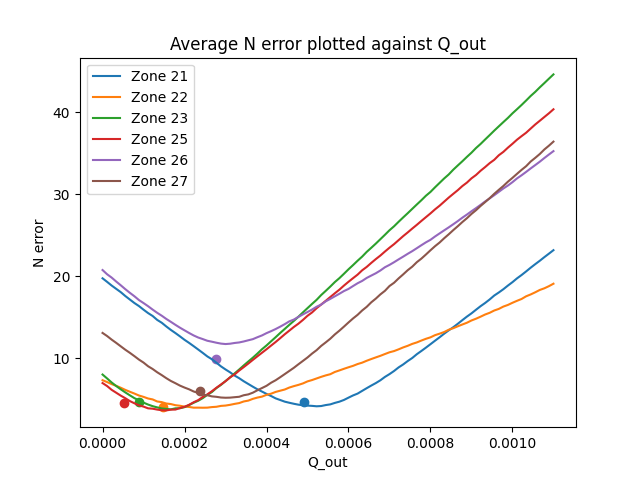 Average N error plotted against Q_out
Zone 21
Zone 22
Zone 23
Zone 25
Zone 26
Zone 27
40
30
20
10
N error
0.0000 0.0002 0.0004 0.0006 0.0008 0.0010
Q_out